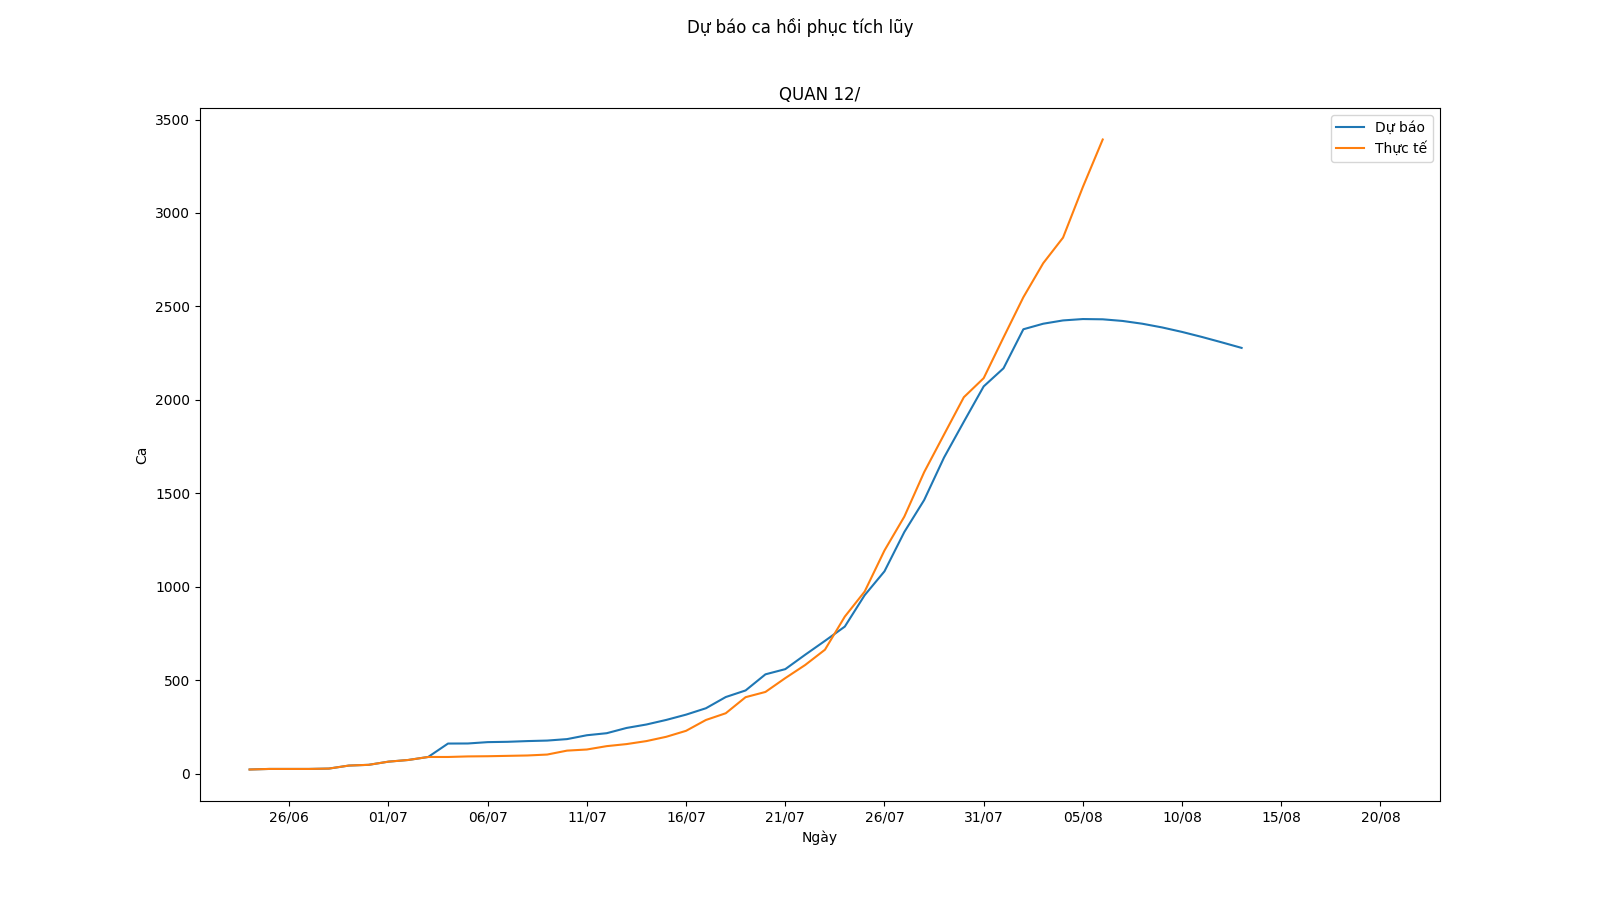 Dự báo ca hồi phục tích lũy
QUAN 12/
Dự báo
Thực tế
3500
3000
2500
2000
1500
1000
500
0
Ca
26/06 01/07 06/07 11/07 16/07 21/07 26/07 31/07 05/08 10/08 15/08 20/08
Ngày